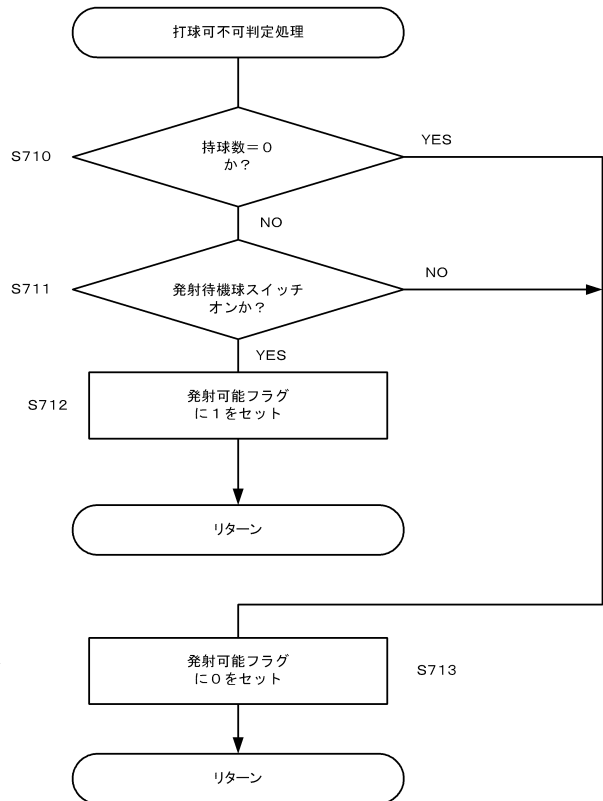 打球可不可判定処理
S710
持球数＝０
か？
YES
NO
S711
発射待機球スイッチ
オンか？
NO
YES
S712
発射可能フラグ
に１をセット
リターン
発射可能フラグ
に０をセット
S713
リターン